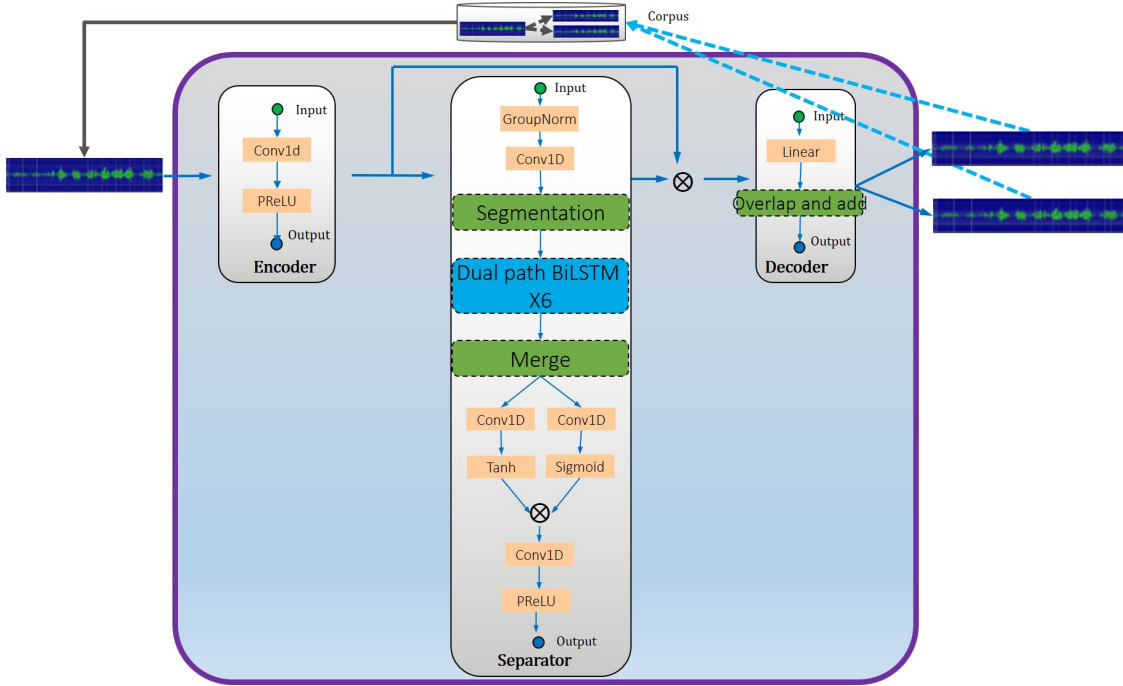 Corpus
Input
Conv1d
PReLU
Output
Encoder
Input
GroupNorm
Conv1D
Segmentation
Dual path BiLSTM
X6
Merge
Conv1D
Conv1D
Tanh
Sigmoid
Conv1D
PReLU
Output
Separator
Input
Linear
Overlap and add
Output
Decoder